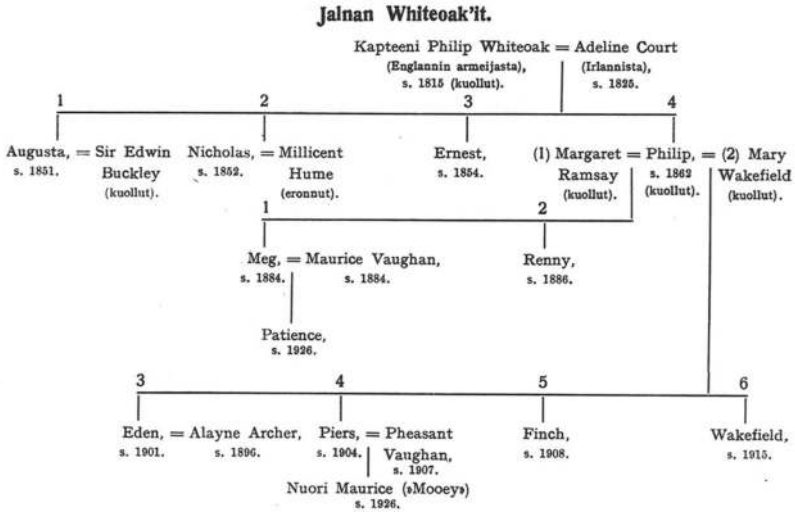 Jalnan Whiteoak'it.
Kapteeni Philip Whiteoak = Adeline Court
(Englannin armeijasta), (Irlannista),
s. 1815 (kuollut). s. 1825.
1 2 3 4
Augusta, = Sir Edwin Nicholas, = Millicent Ernest, (1) Margaret = Philip, = (2) Mary
s. 1851. Buckley s. 1852. Hume s. 1854. Ramsay s. 1862 Wakefield
(kuollut). (eronnut). (kuollut). (kuollut). (kuollut).
1 2
Meg, = Maurice Vaughan, Renny,
s. 1884. s. 1884. s. 1886.
Patience,
s. 1926.
3 4 5 6
Eden, = Alayne Archer, Piers, = Pheasant Finch, Wakefield,
s. 1901. s. 1896. s. 1904. Vaughan, s. 1908. s. 1915.
s. 1907.
Nuori Maurice (»Mooey»)
s. 1926.